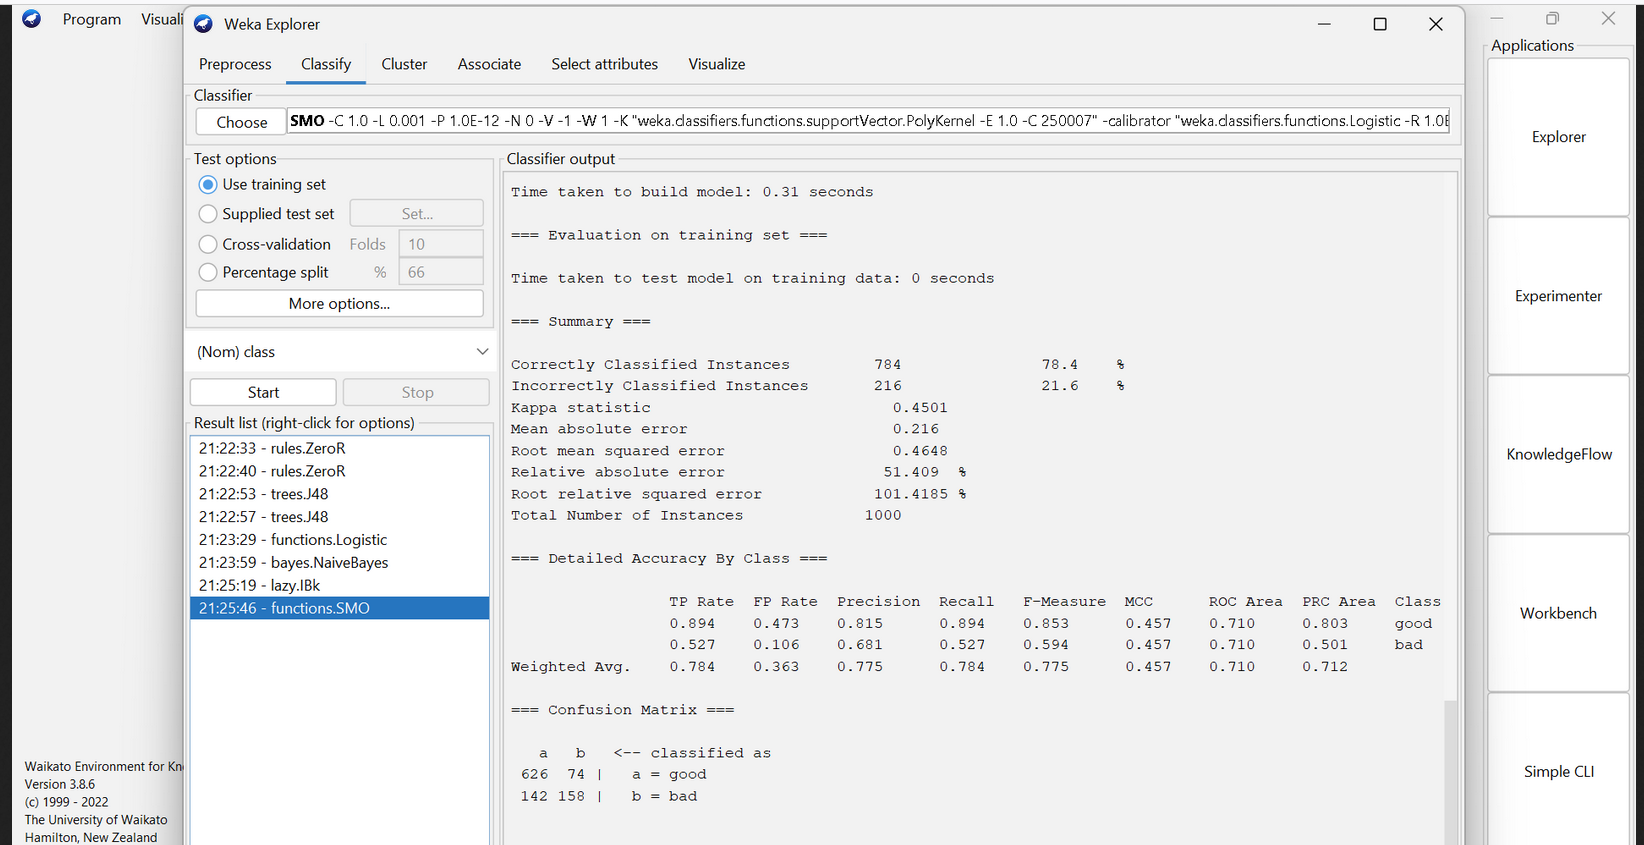 Program Visuali
Weka Explorer
Preprocess Classify Cluster Associate Select attributes Visualize
Classifier
Choose SMO -C 1.0 -L 0.001 -P 1.0E-12 -N 0 -V -1 -W 1 -K "weka.classifiers.functions.supportVector.PolyKernel -E 1.0 -C 250007" -calibrator "weka.classifiers.functions.Logistic -R 1.0E
Test options
Use training set
Supplied test set Set...
Cross-validation Folds 10
Percentage split % 66
More options...
(Nom) class
Start Stop
Result list (right-click for options)
21:22:33 - rules.ZeroR
21:22:40 - rules.ZeroR
21:22:53 - trees.J48
21:22:57 - trees.J48
21:23:29 - functions.Logistic
21:23:59 - bayes.NaiveBayes
21:25:19 - lazy.IBk
21:25:46 - functions.SMO
Classifier output
Time taken to build model: 0.31 seconds
=== Evaluation on training set ===
Time taken to test model on training data: 0 seconds
=== Summary ===
Correctly Classified Instances 784 78.4 %
Incorrectly Classified Instances 216 21.6 %
Kappa statistic 0.4501
Mean absolute error 0.216
Root mean squared error 0.4648
Relative absolute error 51.409 %
Root relative squared error 101.4185 %
Total Number of Instances 1000
=== Detailed Accuracy By Class ===
TP Rate FP Rate Precision Recall F-Measure MCC ROC Area PRC Area Class
0.894 0.473 0.815 0.894 0.853 0.457 0.710 0.803 good
0.527 0.106 0.681 0.527 0.594 0.457 0.710 0.501 bad
Weighted Avg. 0.784 0.363 0.775 0.784 0.775 0.457 0.710 0.712
=== Confusion Matrix ===
a b <-- classified as
626 74 | a = good
142 158 | b = bad
Applications
Explorer
Experimenter
KnowledgeFlow
Workbench
Simple CLI
Waikato Environment for Kn
Version 3.8.6
(c) 1999 - 2022
The University of Waikato
Hamilton, New Zealand